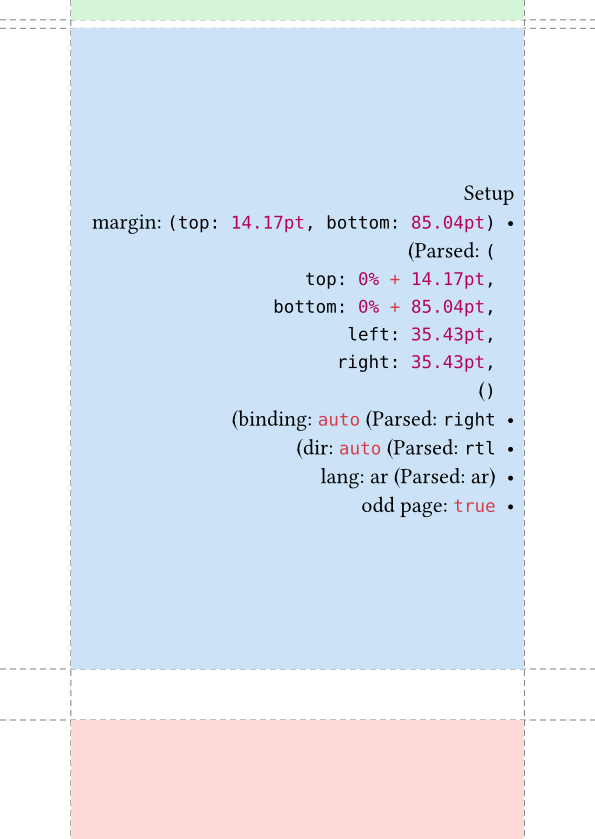 Setup
• margin: (top: 14.17pt, bottom: 85.04pt)
(Parsed: (
top: 0% + 14.17pt,
bottom: 0% + 85.04pt,
left: 35.43pt,
right: 35.43pt,
()
• (binding: auto (Parsed: right
• (dir: auto (Parsed: rtl
• lang: ar (Parsed: ar)
• odd page: true